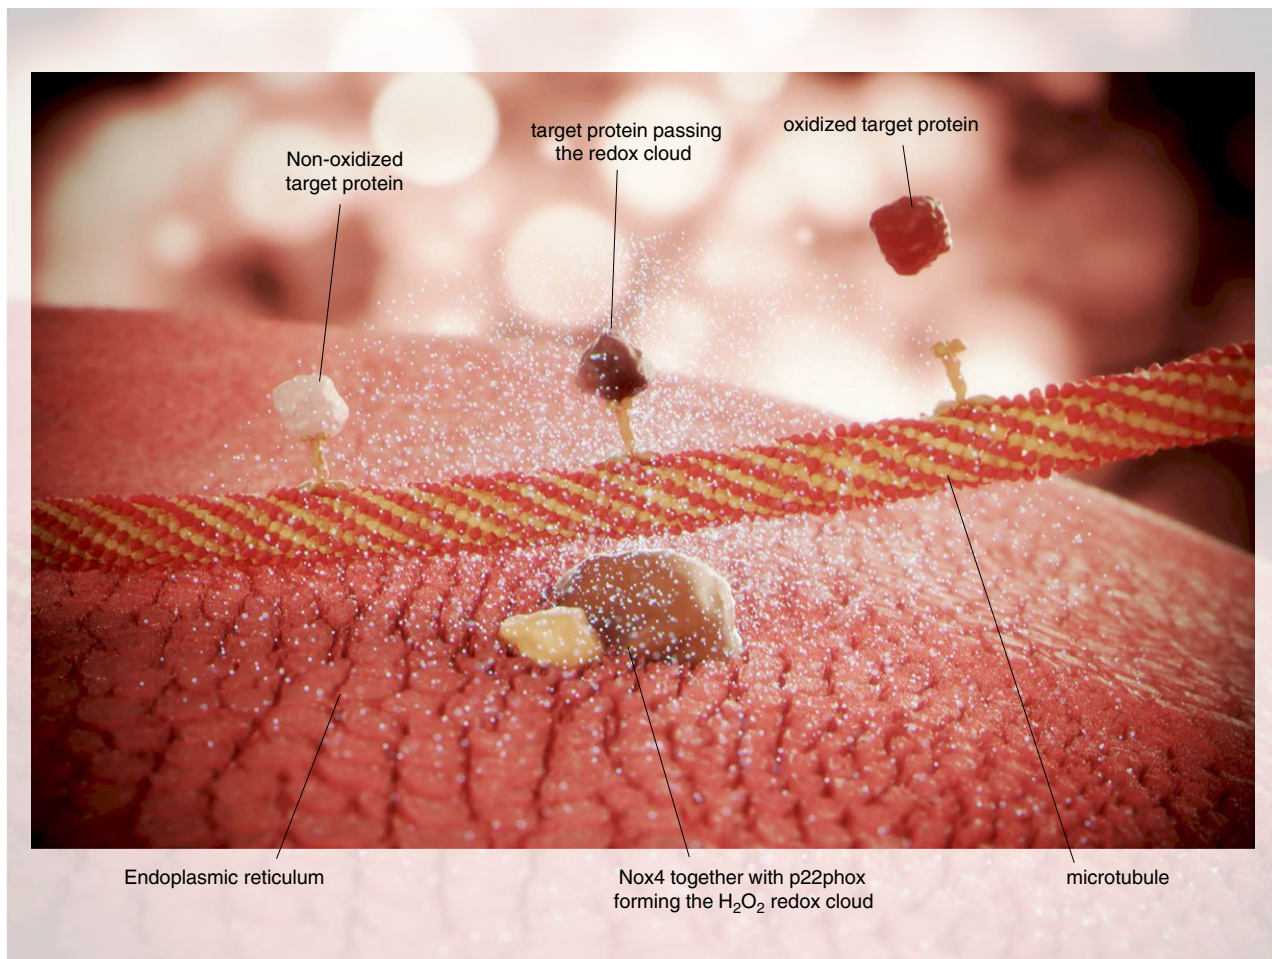 Non-oxidized
target protein
target protein passing
the redox cloud
oxidized target protein
Endoplasmic reticulum
Nox4 together with p22phox
forming the H₂O₂ redox cloud
microtubule